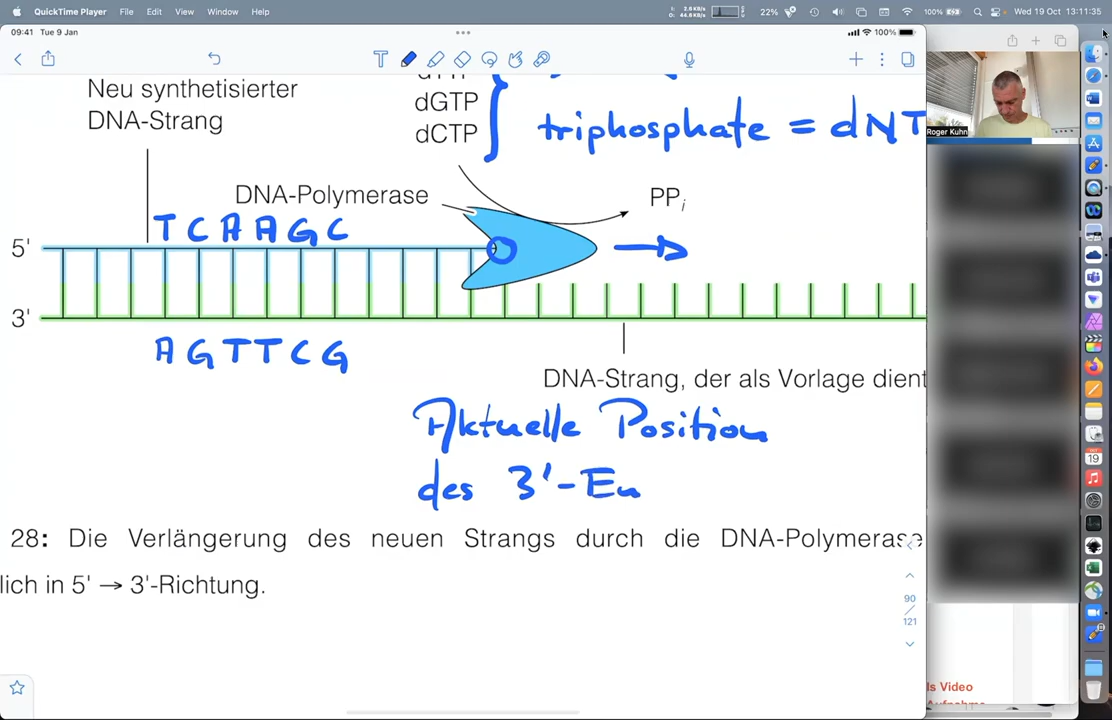 QuickTime Player File Edit View Window Help
22% 100% Wed 19 Oct 13:11:35
09:41 Tue 9 Jan
100%
Neu synthetisierter
DNA-Strang
dGTP
dCTP
triphosphate = dNT
DNA-Polymerase
PPi
T C A A G C
5'
3'
A G T T C G
DNA-Strang, der als Vorlage dient
Aktuelle Position
des 3'-En
28: Die Verlängerung des neuen Strangs durch die DNA-Polymerase
lich in 5' → 3'-Richtung.
90
/
121
Roger Kuhn
OCT
19
ls Video